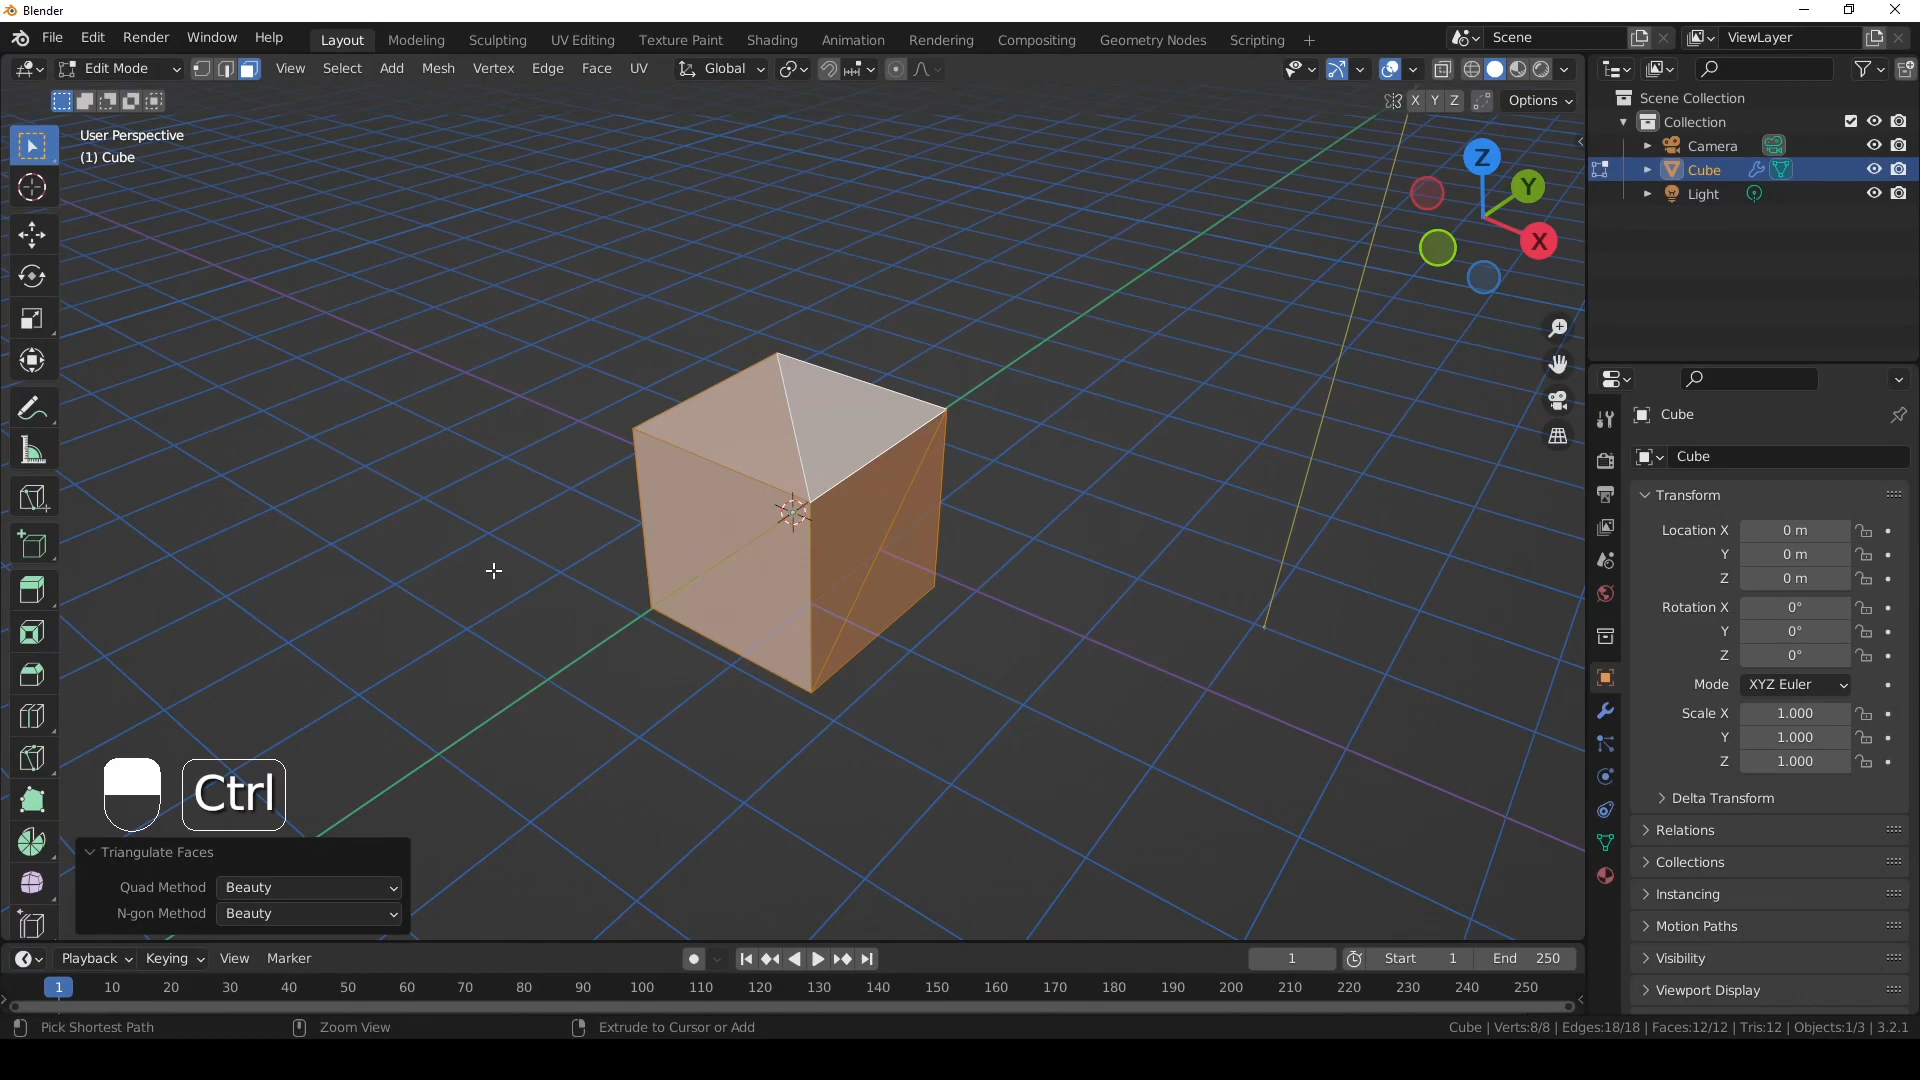 Blender
File Edit Render Window Help Layout Modeling Sculpting UV Editing Texture Paint Shading Animation Rendering Compositing Geometry Nodes Scripting + Scene ViewLayer
Edit Mode View Select Add Mesh Vertex Edge Face UV Global
X Y Z Options
User Perspective
(1) Cube
Z
Y
X
Scene Collection
Collection
Camera
Cube
Light
Cube
Cube
Transform
Location X 0 m
Y 0 m
Z 0 m
Rotation X 0°
Y 0°
Z 0°
Mode XYZ Euler
Scale X 1.000
Y 1.000
Z 1.000
Delta Transform
Relations
Collections
Instancing
Motion Paths
Visibility
Viewport Display
Ctrl
Triangulate Faces
Quad Method Beauty
N-gon Method Beauty
Playback Keying View Marker 1 Start 1 End 250
1 10 20 30 40 50 60 70 80 90 100 110 120 130 140 150 160 170 180 190 200 210 220 230 240 250
Pick Shortest Path Zoom View Extrude to Cursor or Add Cube | Verts:8/8 | Edges:18/18 | Faces:12/12 | Tris:12 | Objects:1/3 | 3.2.1